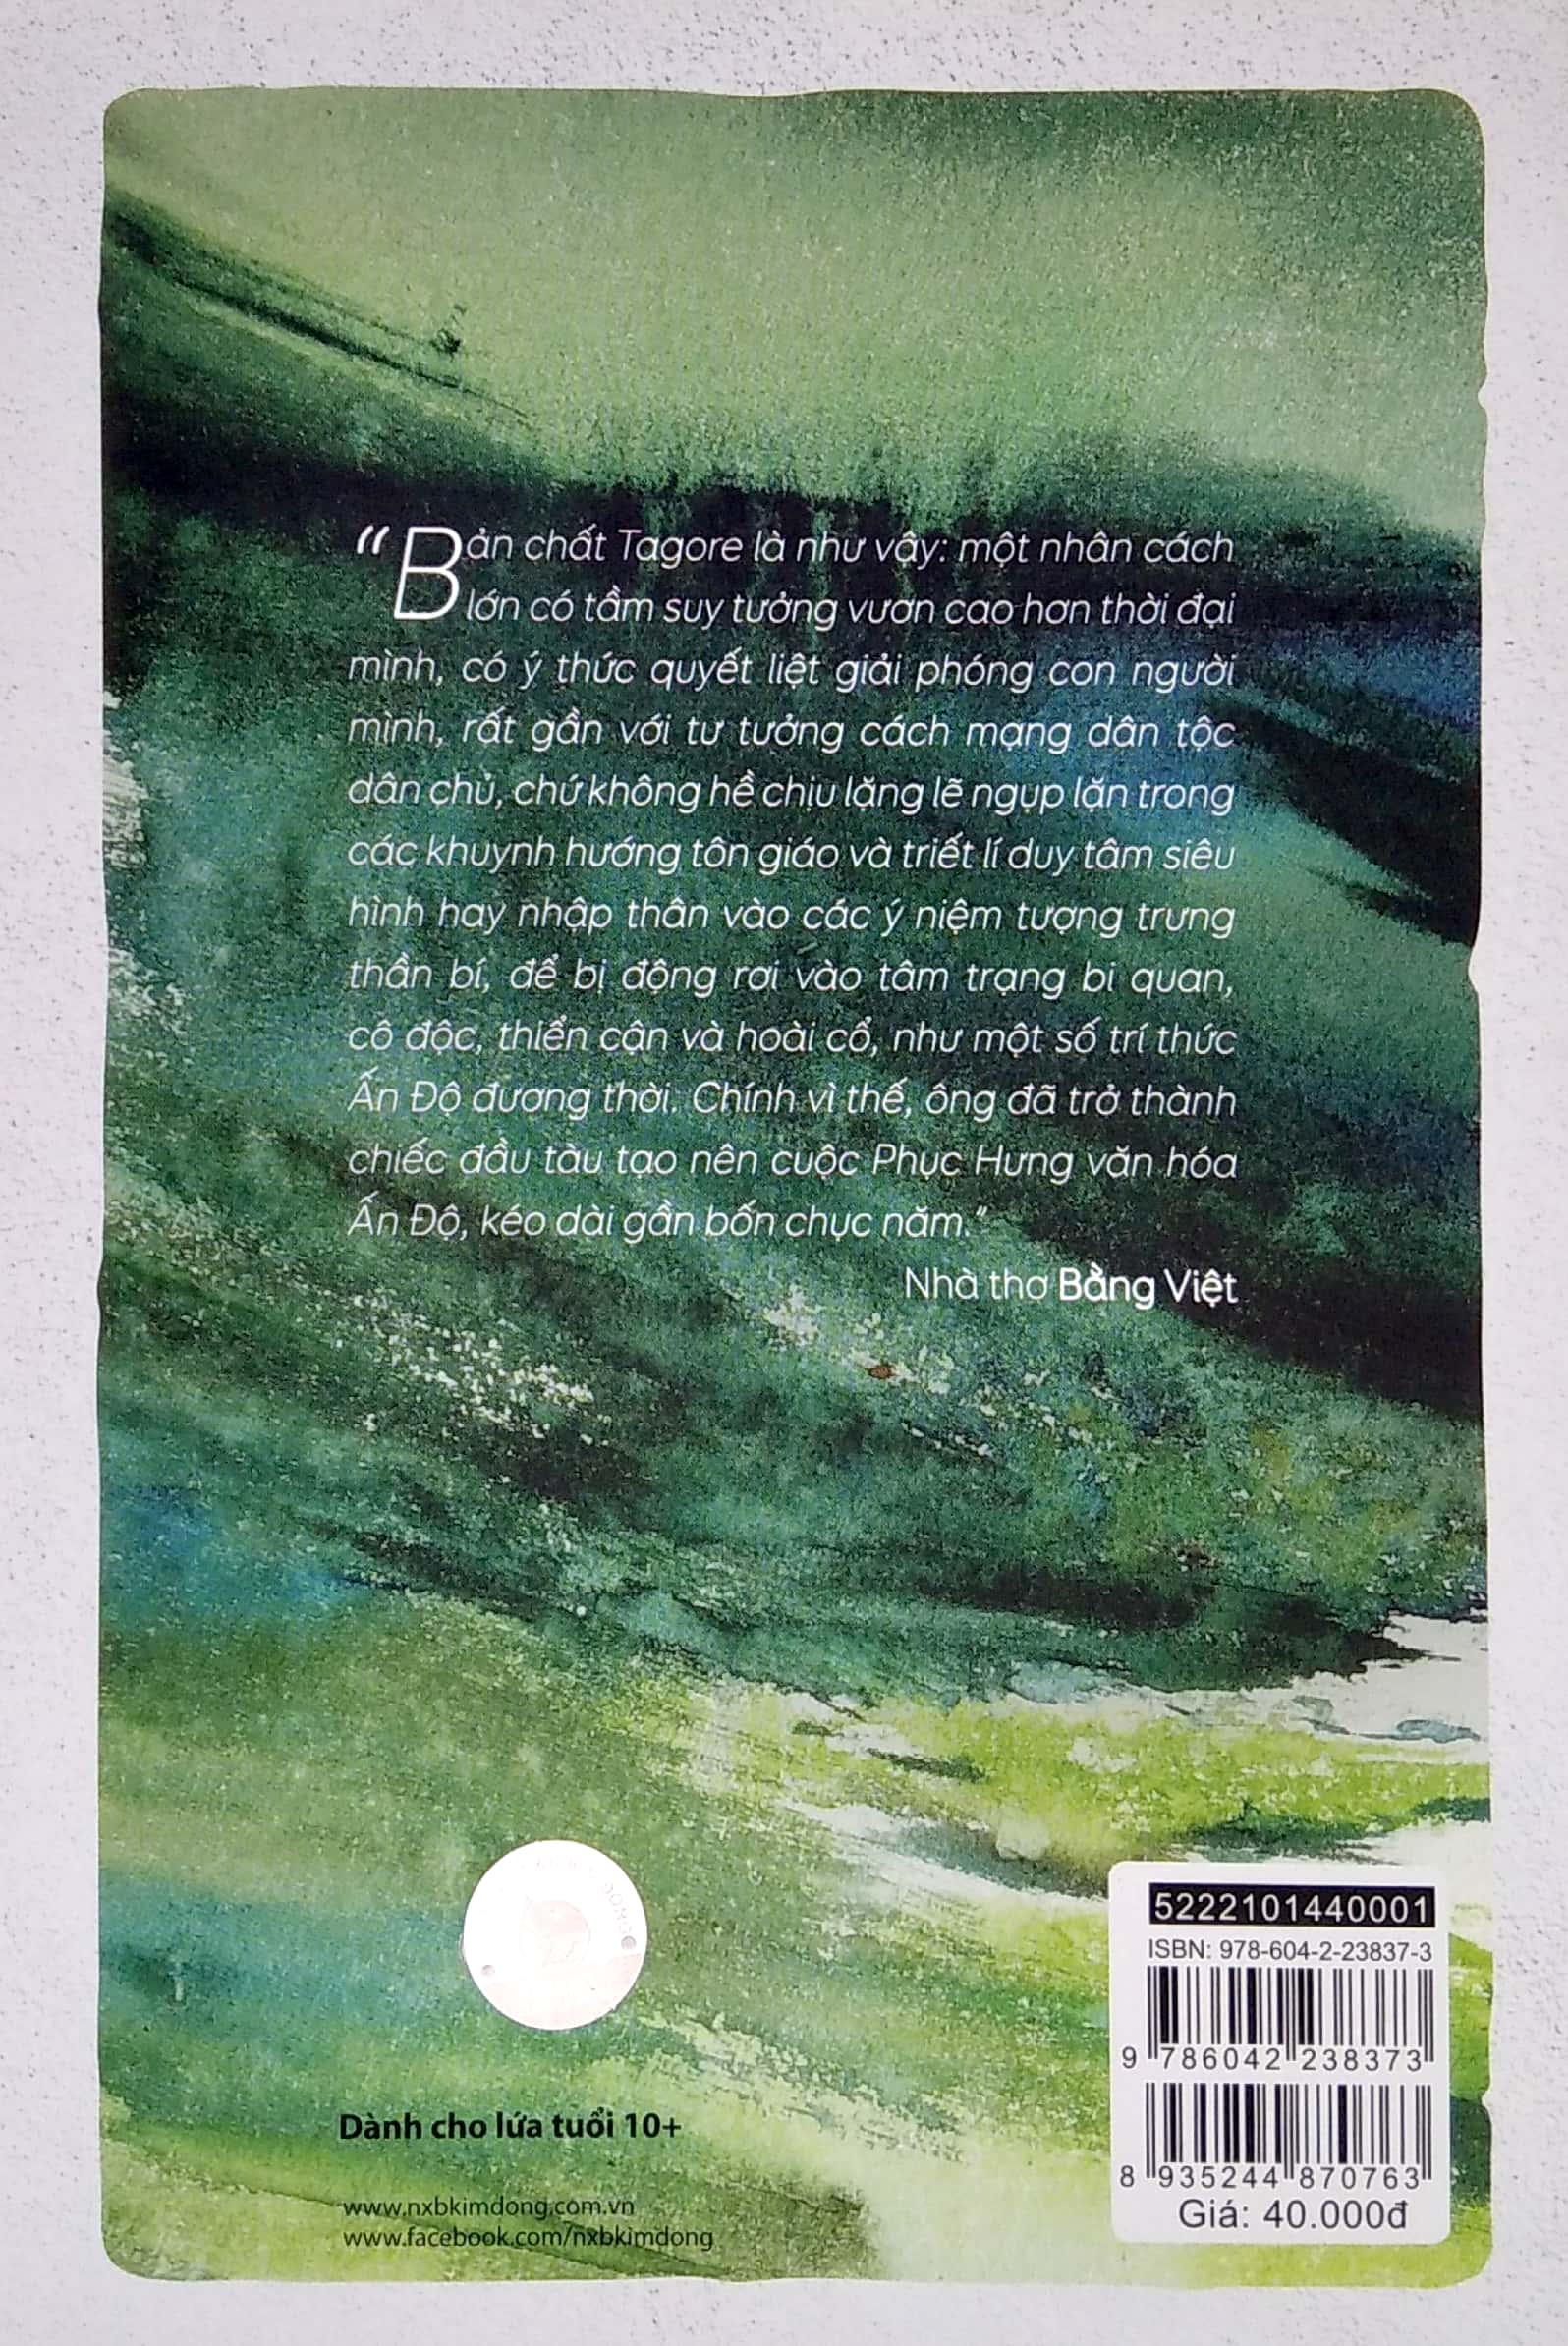 “Bản chất Tagore là như vậy: một nhân cách
lớn có tầm suy tưởng vươn cao hơn thời đại
mình, có ý thức quyết liệt giải phóng con người
mình, rất gần với tư tưởng cách mạng dân tộc
dân chủ, chứ không hề chịu lặng lẽ ngụp lặn trong
các khuynh hướng tôn giáo và triết lí duy tâm siêu
hình hay nhập thân vào các ý niệm tượng trưng
thần bí, để bị động rơi vào tâm trạng bi quan,
cô độc, thiển cận và hoài cổ, như một số trí thức
Ấn Độ đương thời. Chính vì thế, ông đã trở thành
chiếc đầu tàu tạo nên cuộc Phục Hưng văn hóa
Ấn Độ, kéo dài gần bốn chục năm.”
Nhà thơ Bằng Việt
5222101440001
ISBN: 978-604-2-23837-3
9 786042 238373
8 935244 870763
Giá: 40.000đ
Dành cho lứa tuổi 10+
www.nxbkimdong.com.vn
www.facebook.com/nxbkimdong